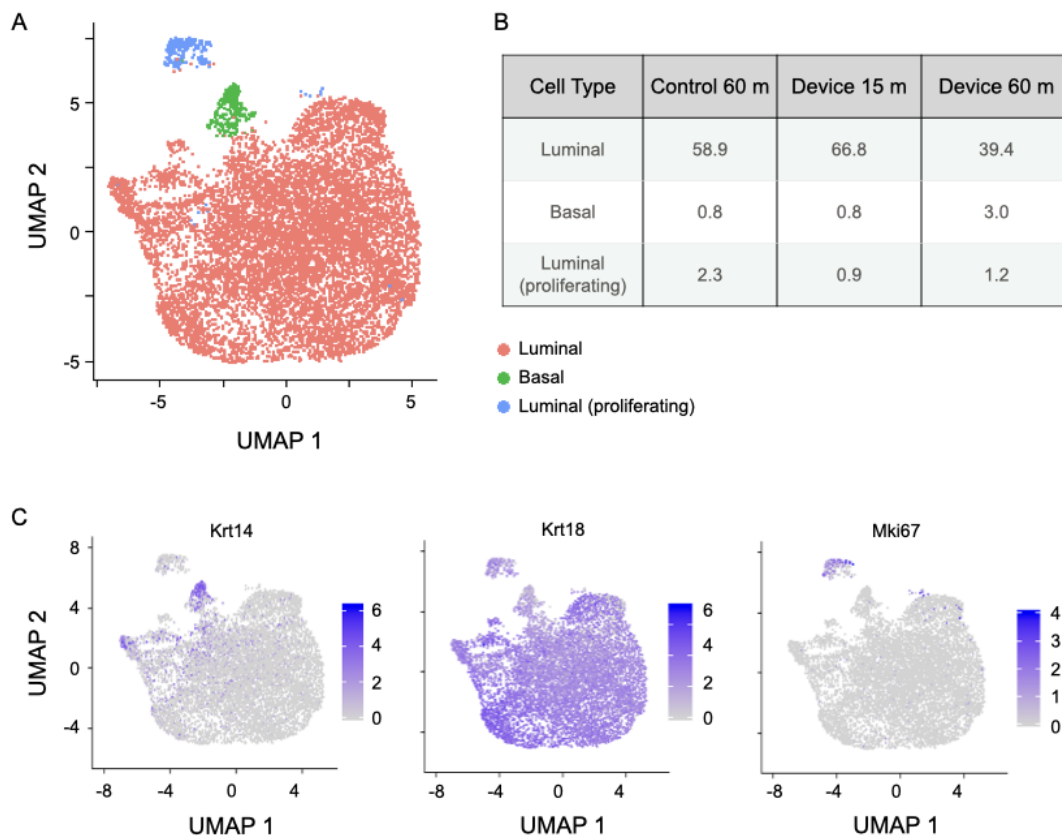 A
5
0
-5
UMAP 2
-5
0
5
UMAP 1
B
Cell Type Control 60 m Device 15 m Device 60 m
Luminal 58.9 66.8 39.4
Basal 0.8 0.8 3.0
Luminal
(proliferating) 2.3 0.9 1.2
Luminal
Basal
Luminal (proliferating)
C
Krt14
8
4
0
-4
UMAP 2
-8
-4
0
4
UMAP 1
6
4
2
0
Krt18
-8
-4
0
4
UMAP 1
6
4
2
0
Mki67
-8
-4
0
4
UMAP 1
4
3
2
1
0